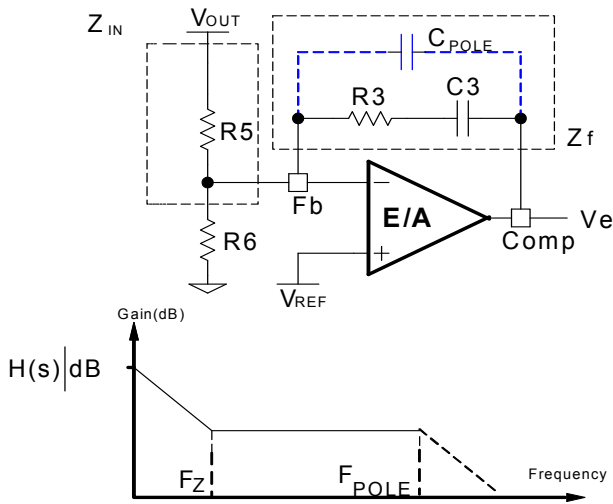 Z IN
VOUT
CPOLE
R3
C3
R5
Zf
Fb
E/A
Ve
R6
Comp
VREF
Gain(dB)
H(s)|dB
FZ
FPOLE
Frequency